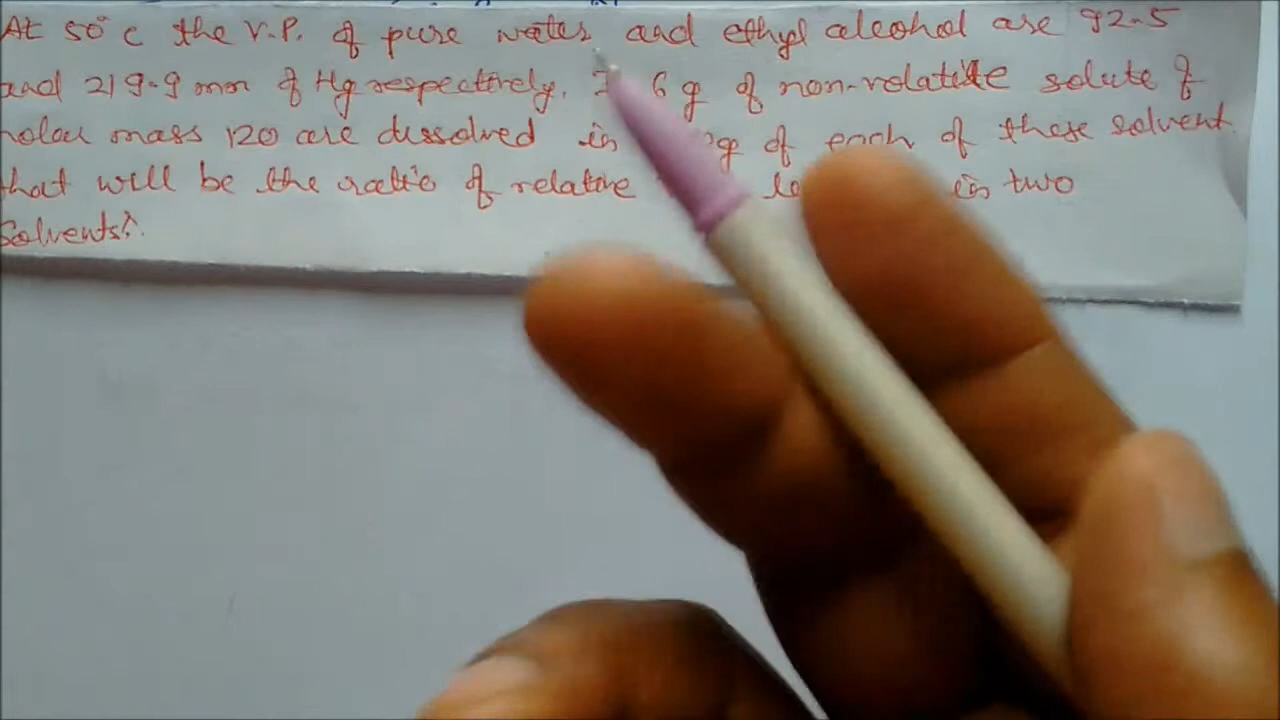 At 50°C the V.P. of pure water and ethyl alcohol are 92.5
and 219.9 mm of Hg respectively. 6 g of non-volatile solute of
molar mass 120 are dissolved in g of each of these solvent
that will be the ratio of relative in two
Solvents?